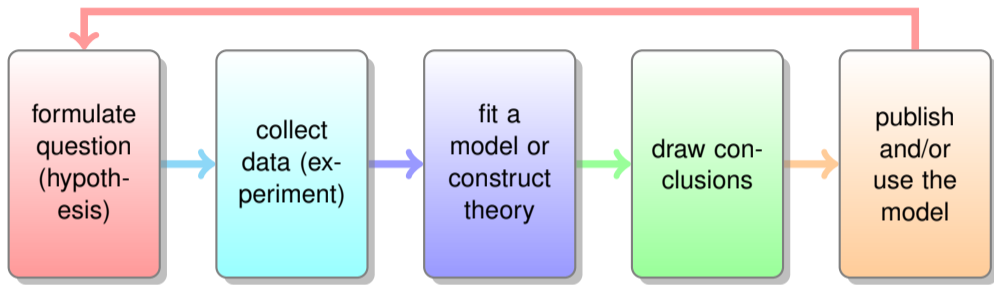 formulate
question
(hypoth-
esis)
collect
data (ex-
periment)
fit a
model or
construct
theory
draw con-
clusions
publish
and/or
use the
model